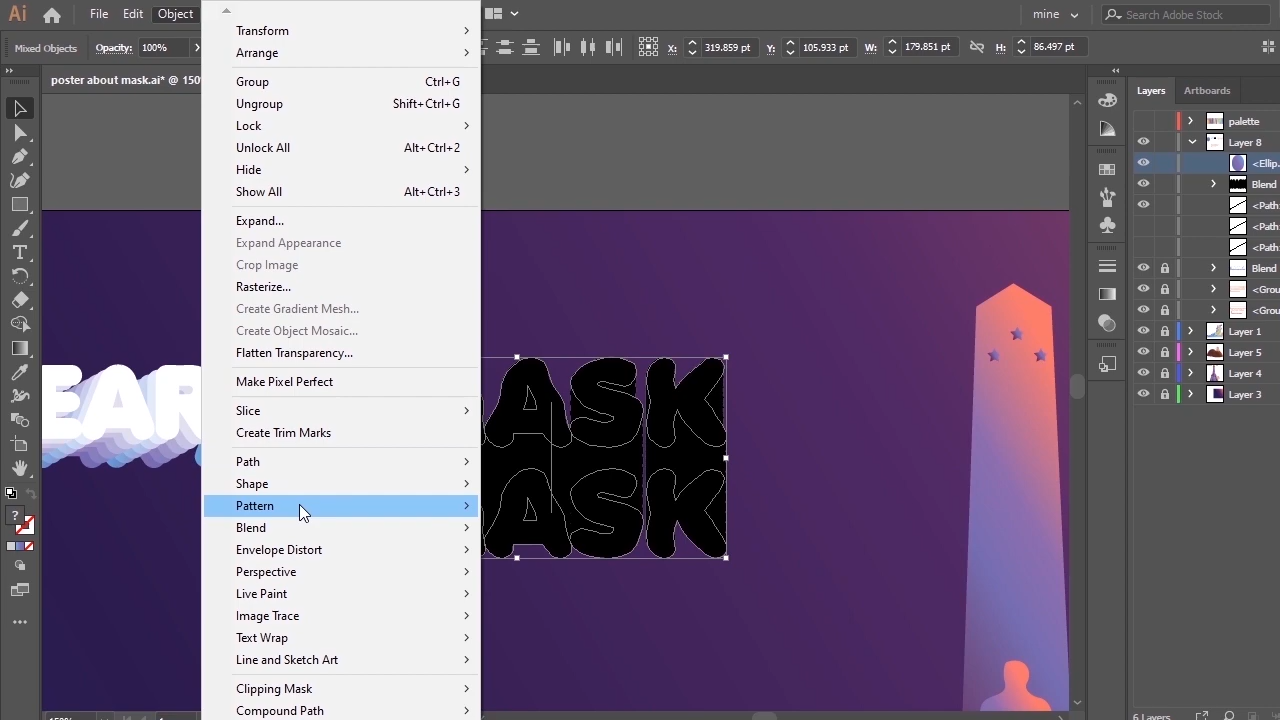 Ai File Edit Object mine Search Adobe Stock
Mixed Objects Opacity: 100% X: 319.859 pt Y: 105.933 pt W: 179.851 pt H: 86.497 pt
poster about mask.ai* @ 150%
Transform
Arrange
Group Ctrl+G
Ungroup Shift+Ctrl+G
Lock
Unlock All Alt+Ctrl+2
Hide
Show All Alt+Ctrl+3
Expand...
Expand Appearance
Crop Image
Rasterize...
Create Gradient Mesh...
Create Object Mosaic...
Flatten Transparency...
Make Pixel Perfect
Slice
Create Trim Marks
Path
Shape
Pattern
Blend
Envelope Distort
Perspective
Live Paint
Image Trace
Text Wrap
Line and Sketch Art
Clipping Mask
Compound Path
EAR
ASK
ASK
Layers Artboards
palette
Layer 8
<Ellip...
Blend
<Path
<Path
<Path
Blend
<Grou
<Grou
Layer 1
Layer 5
Layer 4
Layer 3
6 Layers